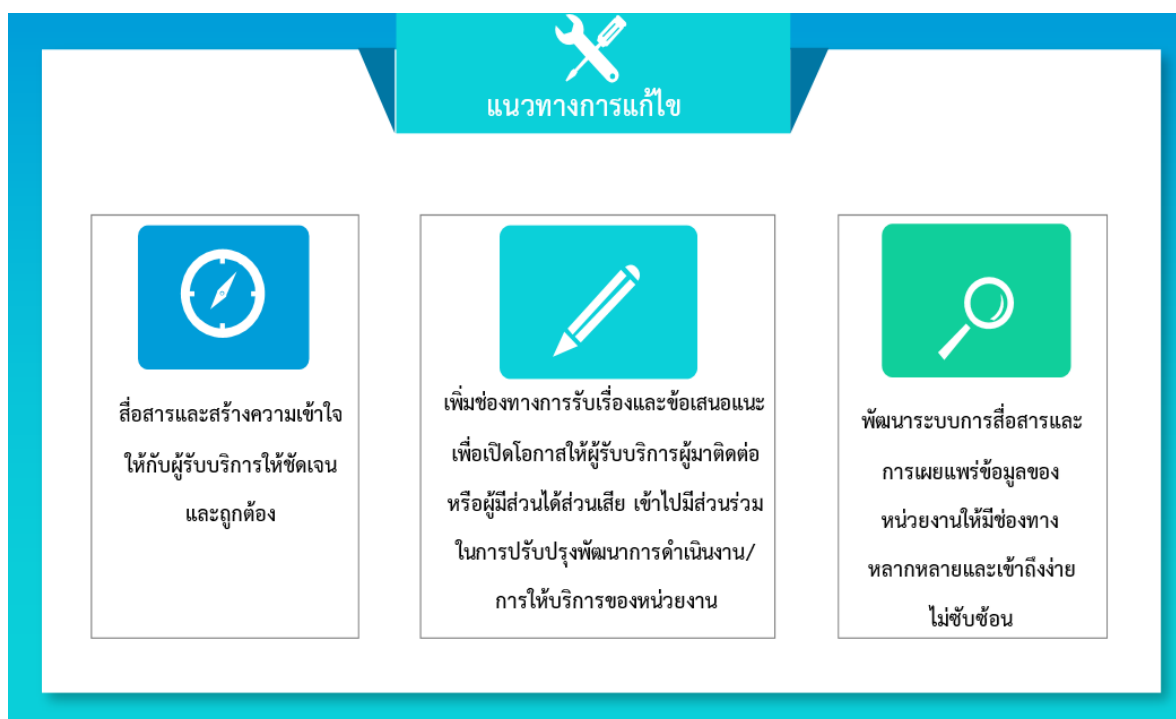 แนวทางการแก้ไข
สื่อสารและสร้างความเข้าใจ
ให้กับผู้รับบริการให้ชัดเจน
และถูกต้อง
เพิ่มช่องทางการรับเรื่องและข้อเสนอแนะ
เพื่อเปิดโอกาสให้ผู้รับบริการผู้มาติดต่อ
หรือผู้มีส่วนได้ส่วนเสีย เข้าไปมีส่วนร่วม
ในการปรับปรุงพัฒนาการดำเนินงาน/
การให้บริการของหน่วยงาน
พัฒนาระบบการสื่อสารและ
การเผยแพร่ข้อมูลของ
หน่วยงานให้มีช่องทาง
หลากหลายและเข้าถึงง่าย
ไม่ซับซ้อน